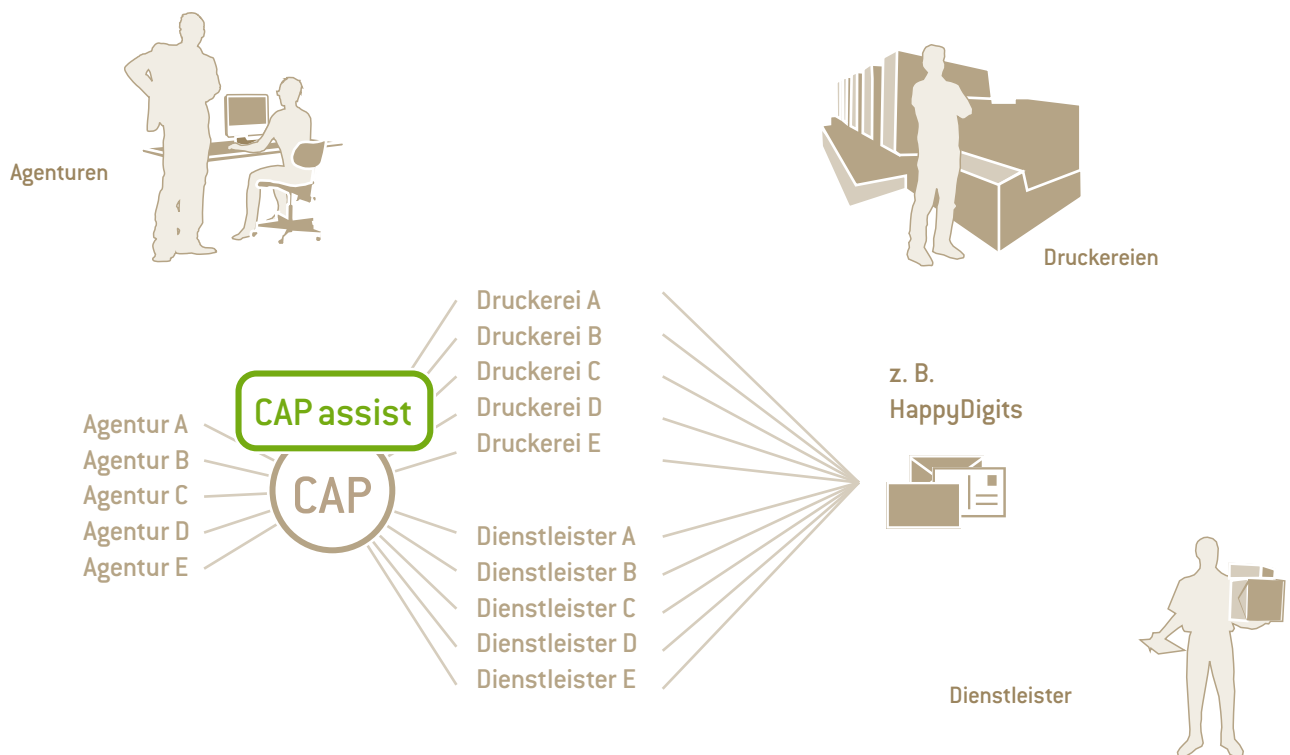 Agenturen
Druckereien
Druckerei A
Druckerei B
Druckerei C
Druckerei D
Druckerei E
z. B.
HappyDigits
CAP assist
CAP
Agentur A
Agentur B
Agentur C
Agentur D
Agentur E
Dienstleister A
Dienstleister B
Dienstleister C
Dienstleister D
Dienstleister E
Dienstleister